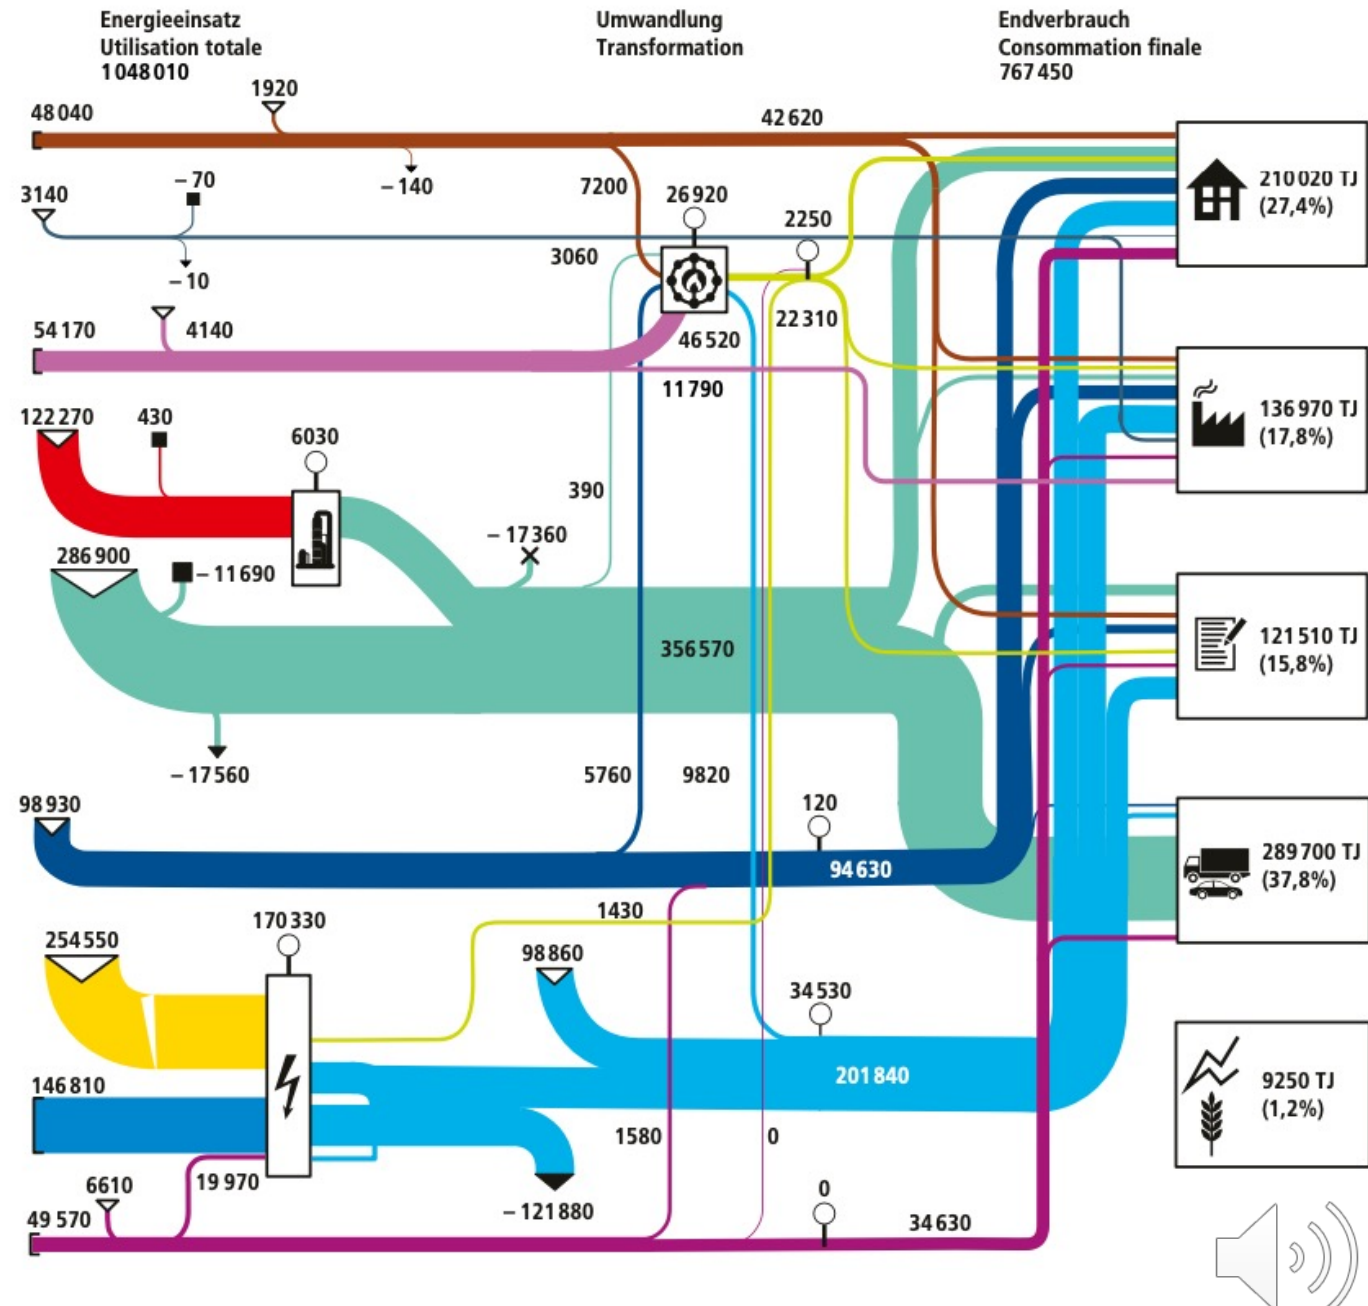 Energieeinsatz
Utilisation totale
1 048 010
Umwandlung
Transformation
Endverbrauch
Consommation finale
767 450
1920
48 040
42 620
– 140
7200
– 70
3140
26 920
2250
210 020 TJ
(27,4%)
3060
– 10
54 170
4140
46 520
22 310
11 790
122 270
430
6030
136 970 TJ
(17,8%)
390
– 17 360
286 900
– 11 690
356 570
121 510 TJ
(15,8%)
– 17 560
5760
9820
98 930
120
94 630
289 700 TJ
(37,8%)
1430
254 550
170 330
98 860
34 530
201 840
146 810
9250 TJ
(1,2%)
1580
0
19 970
6610
– 121 880
0
49 570
34 630